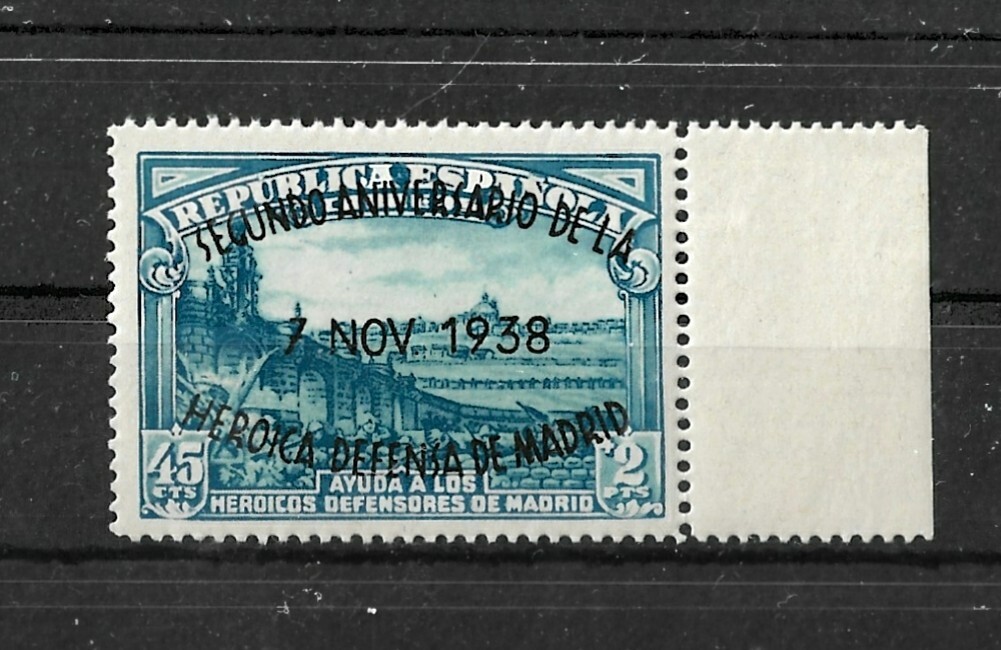 REPUBLICA ESPAÑOLA
SEGUNDO ANIVERSARIO DE LA
7 NOV 1938
HEROICA DEFENSA DE MADRID
45 CTS
+2 PTS
AYUDA A LOS
HEROICOS DEFENSORES DE MADRID